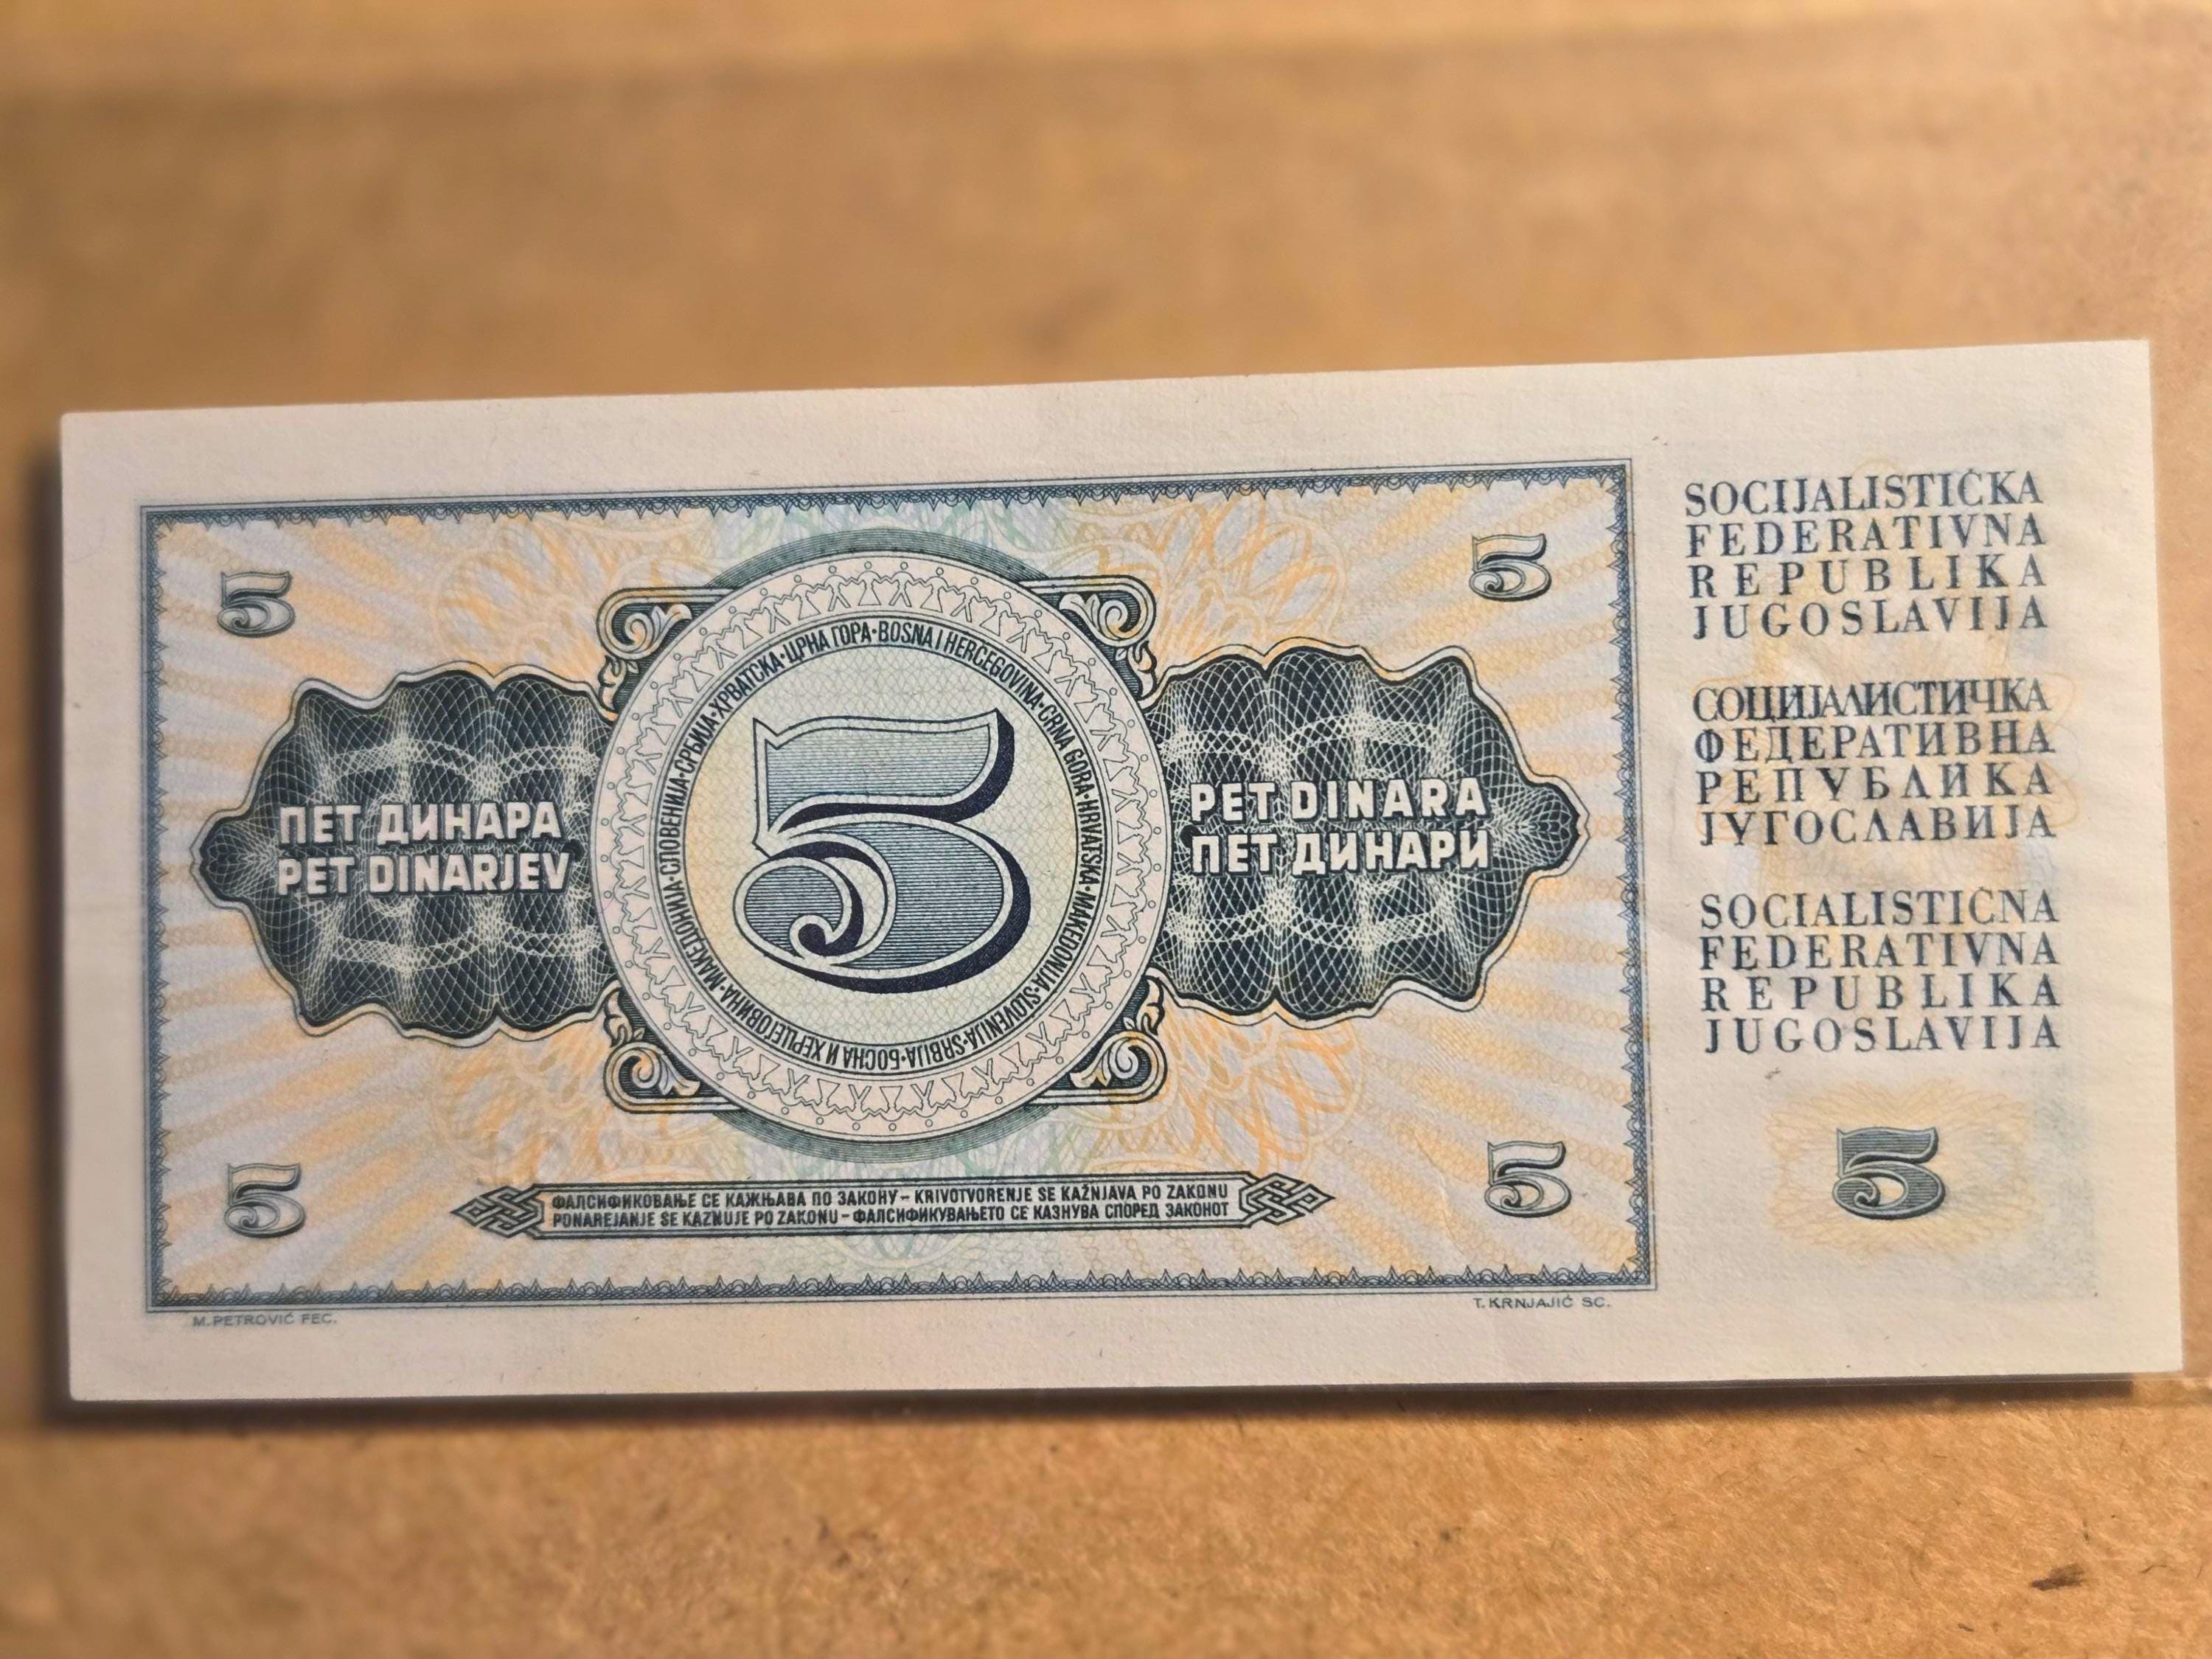 5
5
ПЕТ ДИНАРА
PET DINARJEV
БОСНА И ХЕРЦЕГОВИНА·МАКЕДОНИЈА·СЛОВЕНИЈА·СРБИЈА·ХРВАТСКА·ЦРНА ГОРА·BOSNA I HERCEGOVINA·CRNA GORA·HRVATSKA·MAKEDONIJA·SLOVENIJA·SRBIJA·
5
PET DINARA
ПЕТ ДИНАРИ
5
5
ФАЛСИФИКОВАЊЕ СЕ КАЖЊАВА ПО ЗАКОНУ – KRIVOTVORENJE SE KAŽNJAVA PO ZAKONU
PONAREJANJE SE KAZNUJE PO ZAKONU – ФАЛСИФИКУВАЊЕТО СЕ КАЗНУВА СПОРЕД ЗАКОНОТ
M. PETROVIĆ FEC.
T. KRNJAJIĆ SC.
SOCIJALISTIČKA
FEDERATIVNA
REPUBLIKA
JUGOSLAVIJA
СОЦИЈАЛИСТИЧКА
ФЕДЕРАТИВНА
РЕПУБЛИКА
ЈУГОСЛАВИЈА
SOCIALISTIČNA
FEDERATIVNA
REPUBLIKA
JUGOSLAVIJA
5